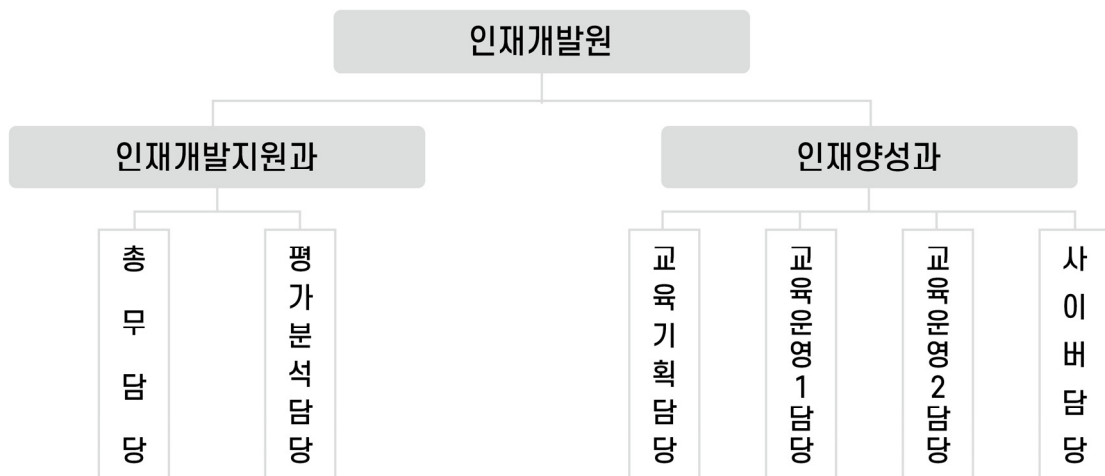 인재개발원
인재개발지원과
인재양성과
총무담당
평가분석담당
교육기획담당
교육운영1담당
교육운영2담당
사이버담당